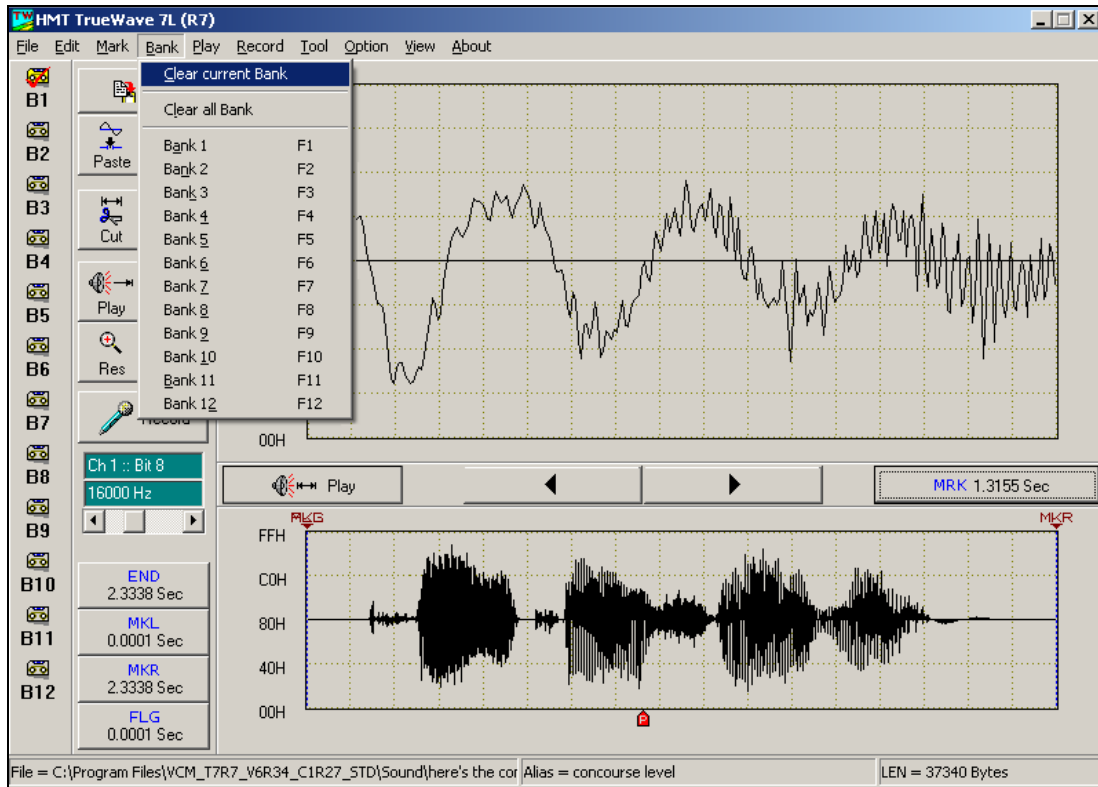 HMT TrueWave 7L (R7)
File Edit Mark Bank Play Record Tool Option View About
Clear current Bank
Clear all Bank
Bank 1 F1
Bank 2 F2
Bank 3 F3
Bank 4 F4
Bank 5 F5
Bank 6 F6
Bank 7 F7
Bank 8 F8
Bank 9 F9
Bank 10 F10
Bank 11 F11
Bank 12 F12
B1
B2
B3
B4
B5
B6
B7
B8
B9
B10
B11
B12
Paste
Cut
Play
Res
Record
Ch 1 :: Bit 8
16000 Hz
END
2.3338 Sec
MKL
0.0001 Sec
MKR
2.3338 Sec
FLG
0.0001 Sec
00H
Play
MRK 1.3155 Sec
MKR
FFH
C0H
80H
40H
00H
P
File = C:\Program Files\VCM_T7R7_V6R34_C1R27_STD\Sound\here's the cor
Alias = concourse level
LEN = 37340 Bytes